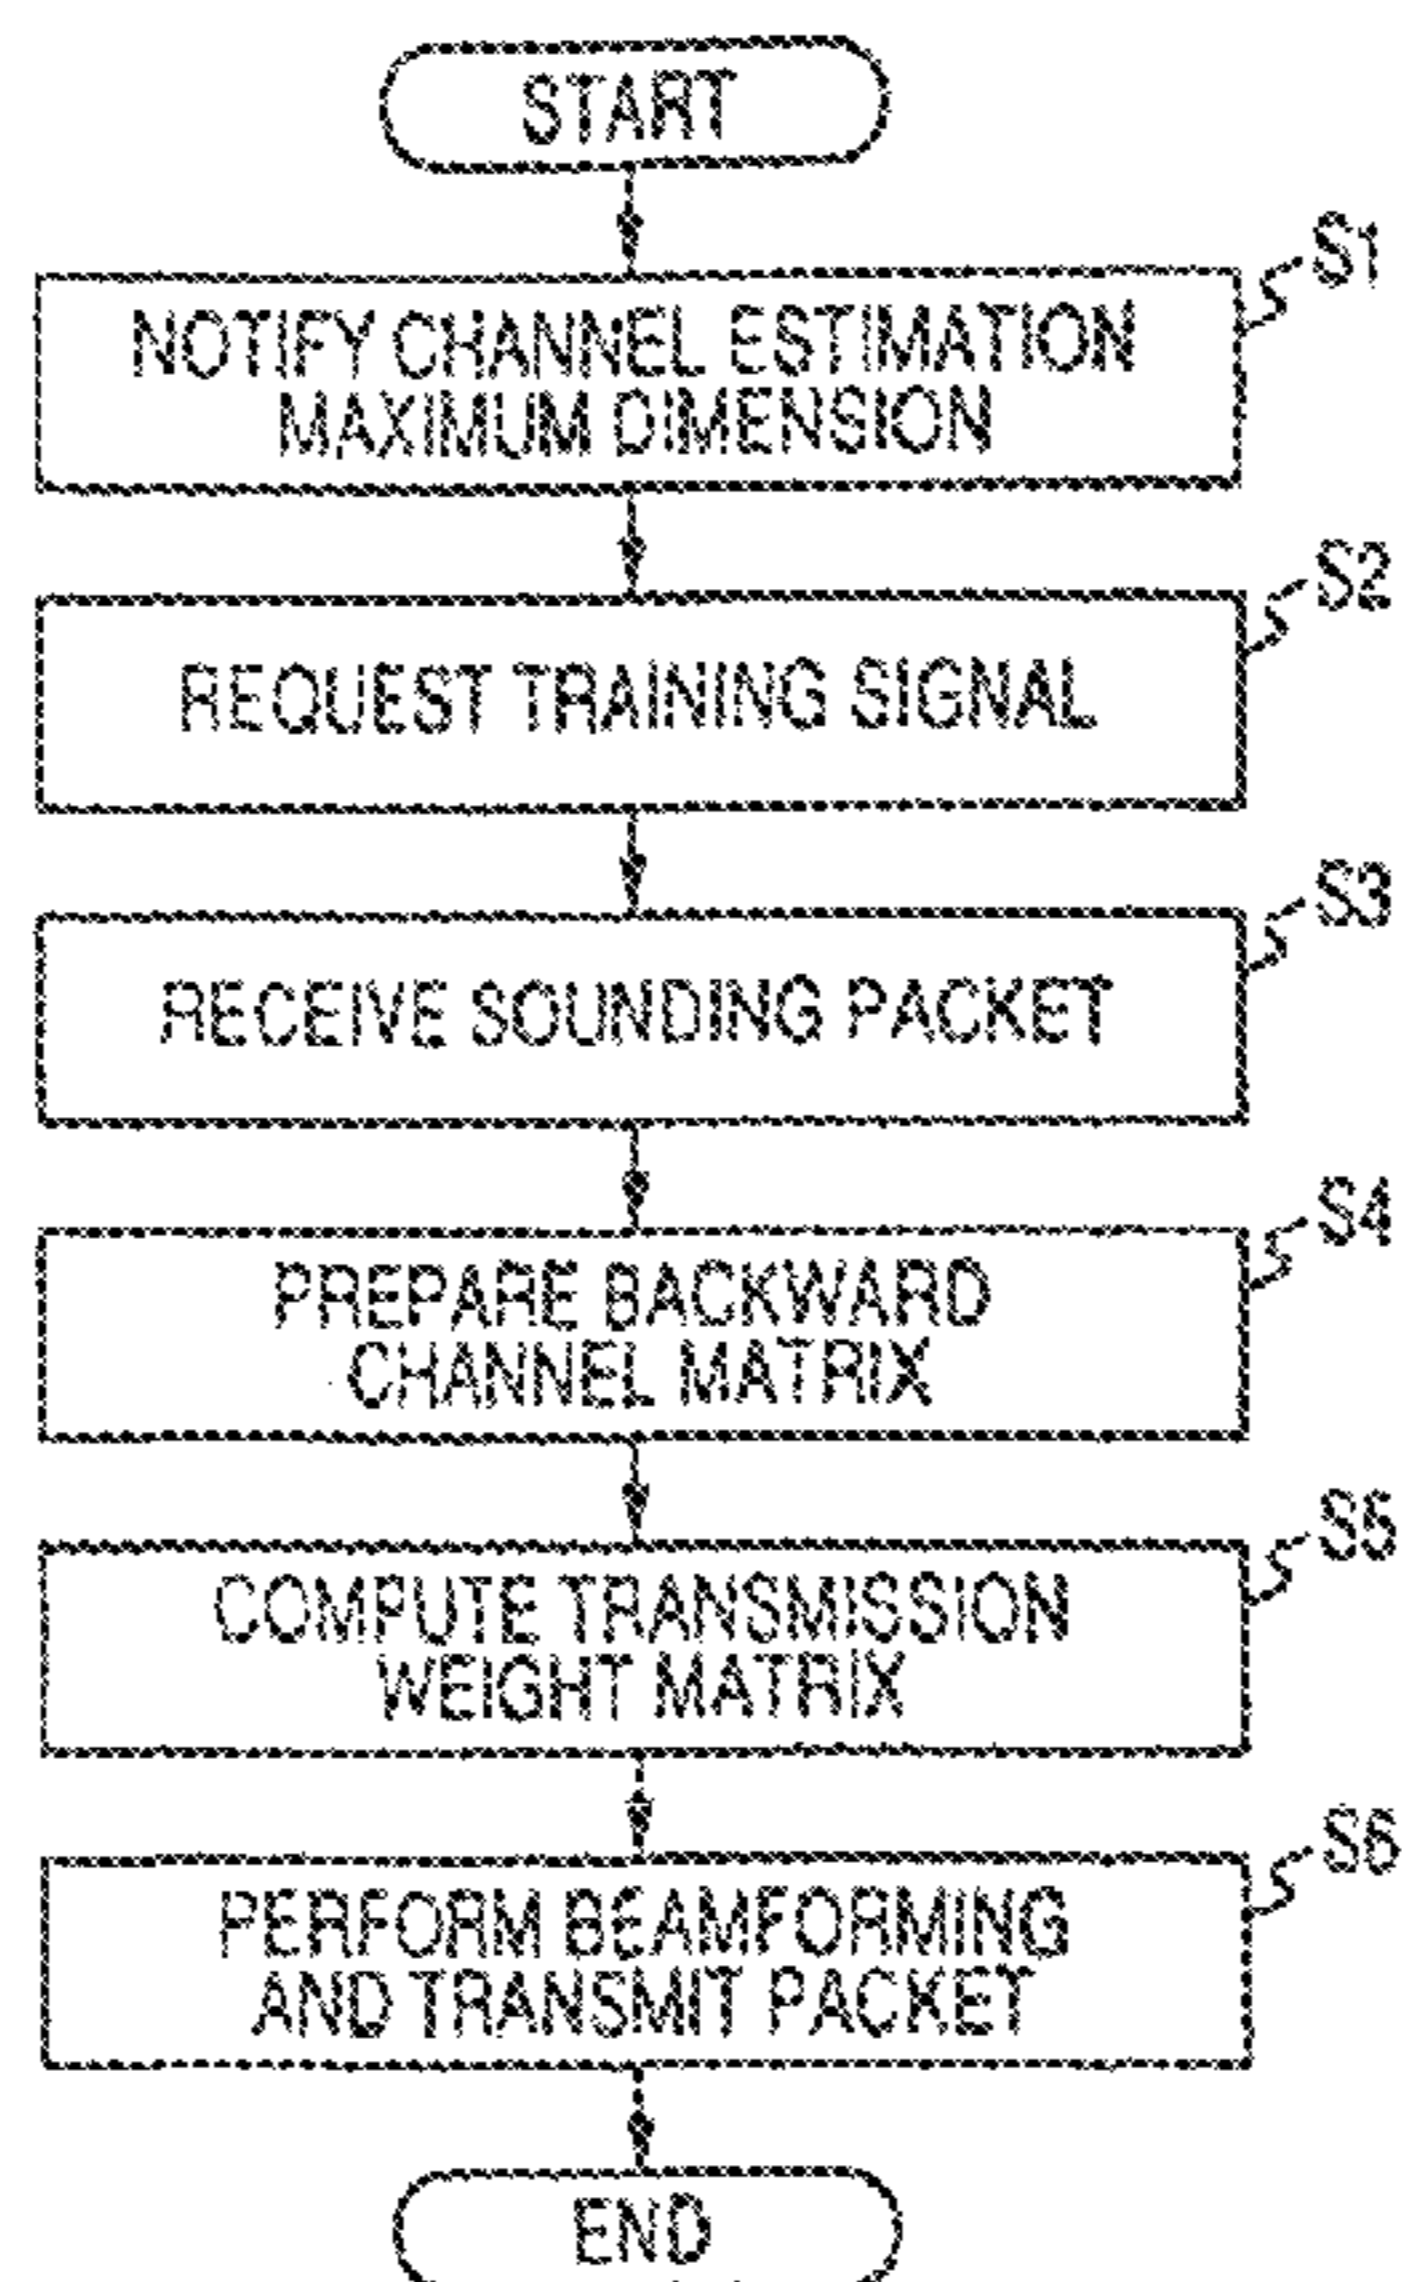 START
S1
NOTIFY CHANNEL ESTIMATION
MAXIMUM DIMENSION
S2
REQUEST TRAINING SIGNAL
S3
RECEIVE SOUNDING PACKET
S4
PREPARE BACKWARD
CHANNEL MATRIX
S5
COMPUTE TRANSMISSION
WEIGHT MATRIX
S6
PERFORM BEAMFORMING
AND TRANSMIT PACKET
END